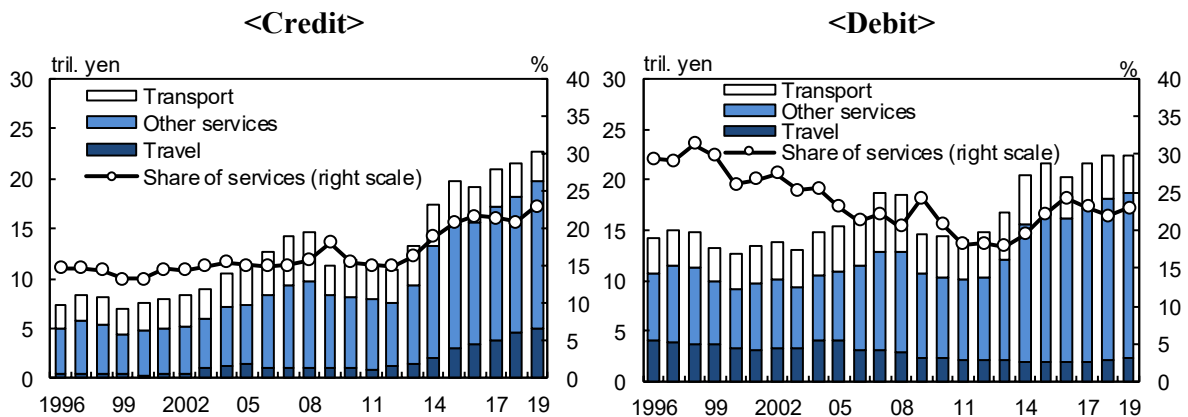 <Credit>
tril. yen
%
30
25
20
15
10
5
0
40
35
30
25
20
15
10
5
0
Transport
Other services
Travel
Share of services (right scale)
1996 99 2002 05 08 11 14 17 19
<Debit>
tril. yen
%
30
25
20
15
10
5
0
40
35
30
25
20
15
10
5
0
Transport
Other services
Travel
Share of services (right scale)
1996 99 2002 05 08 11 14 17 19